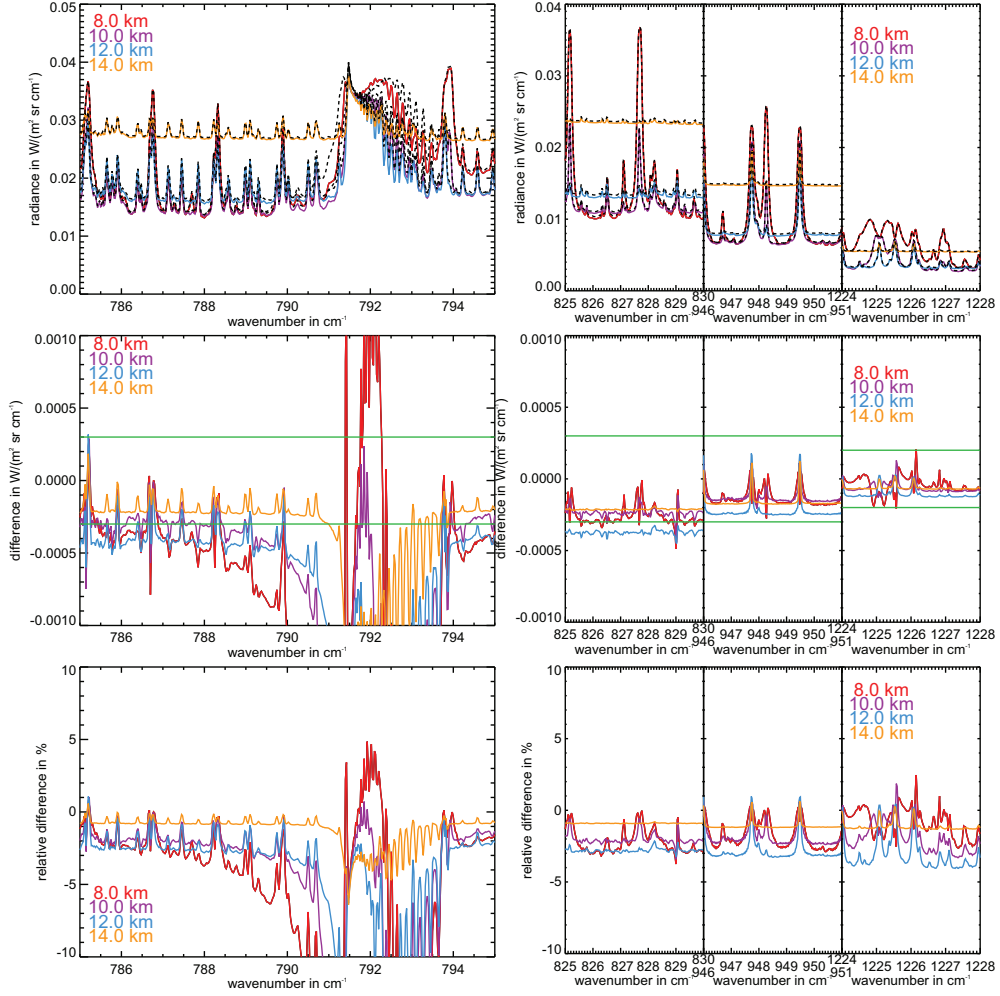 0.05
0.04
0.03
0.02
0.01
0.00
radiance in W/(m² sr cm⁻¹)
8.0 km
10.0 km
12.0 km
14.0 km
786 788 790 792 794
wavenumber in cm⁻¹
0.04
0.03
0.02
0.01
0.00
radiance in W/(m² sr cm⁻¹)
8.0 km
10.0 km
12.0 km
14.0 km
825 826 827 828 829 830
946 947 948 949 950 951
1224 1225 1226 1227 1228
wavenumber in cm⁻¹
wavenumber in cm⁻¹
wavenumber in cm⁻¹
0.0010
0.0005
0.0000
-0.0005
-0.0010
difference in W/(m² sr cm⁻¹)
8.0 km
10.0 km
12.0 km
14.0 km
786 788 790 792 794
wavenumber in cm⁻¹
0.0010
0.0005
0.0000
-0.0005
-0.0010
difference in W/(m² sr cm⁻¹)
8.0 km
10.0 km
12.0 km
14.0 km
825 826 827 828 829 830
946 947 948 949 950 951
1224 1225 1226 1227 1228
wavenumber in cm⁻¹
wavenumber in cm⁻¹
wavenumber in cm⁻¹
10
5
0
-5
-10
relative difference in %
8.0 km
10.0 km
12.0 km
14.0 km
786 788 790 792 794
wavenumber in cm⁻¹
10
5
0
-5
-10
relative difference in %
8.0 km
10.0 km
12.0 km
14.0 km
825 826 827 828 829 830
946 947 948 949 950 951
1224 1225 1226 1227 1228
wavenumber in cm⁻¹
wavenumber in cm⁻¹
wavenumber in cm⁻¹